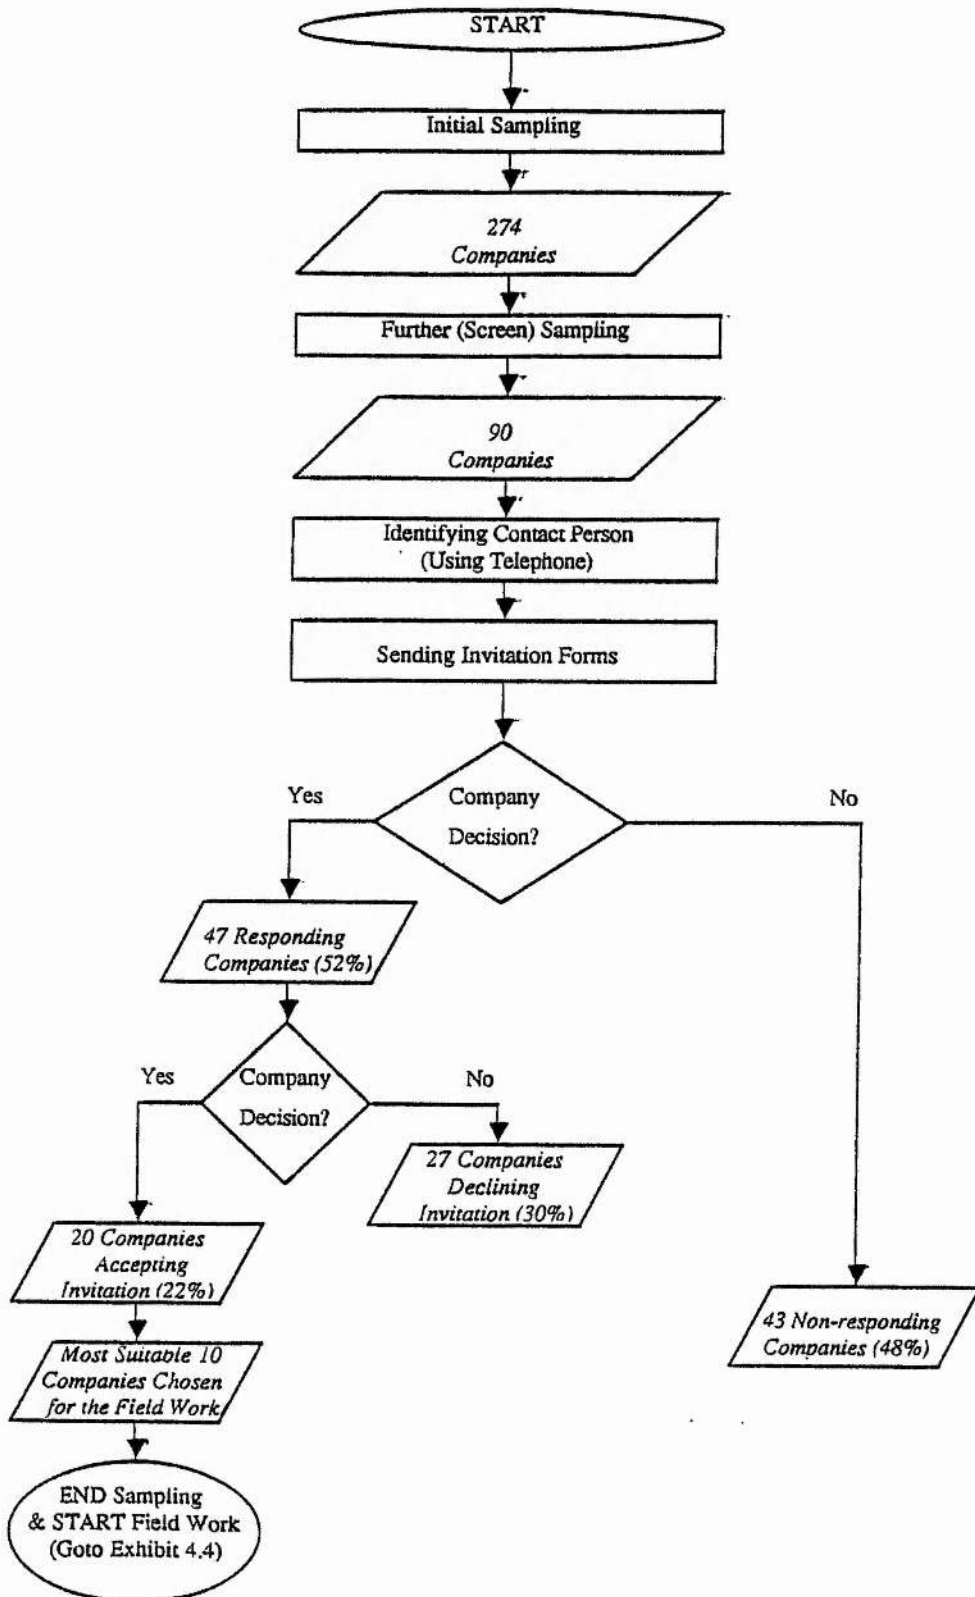 START
Initial Sampling
274
Companies
Further (Screen) Sampling
90
Companies
Identifying Contact Person
(Using Telephone)
Sending Invitation Forms
Company
Decision?
Yes
No
47 Responding
Companies (52%)
Company
Decision?
Yes
No
27 Companies
Declining
Invitation (30%)
20 Companies
Accepting
Invitation (22%)
43 Non-responding
Companies (48%)
Most Suitable 10
Companies Chosen
for the Field Work
END Sampling
& START Field Work
(Goto Exhibit 4.4)